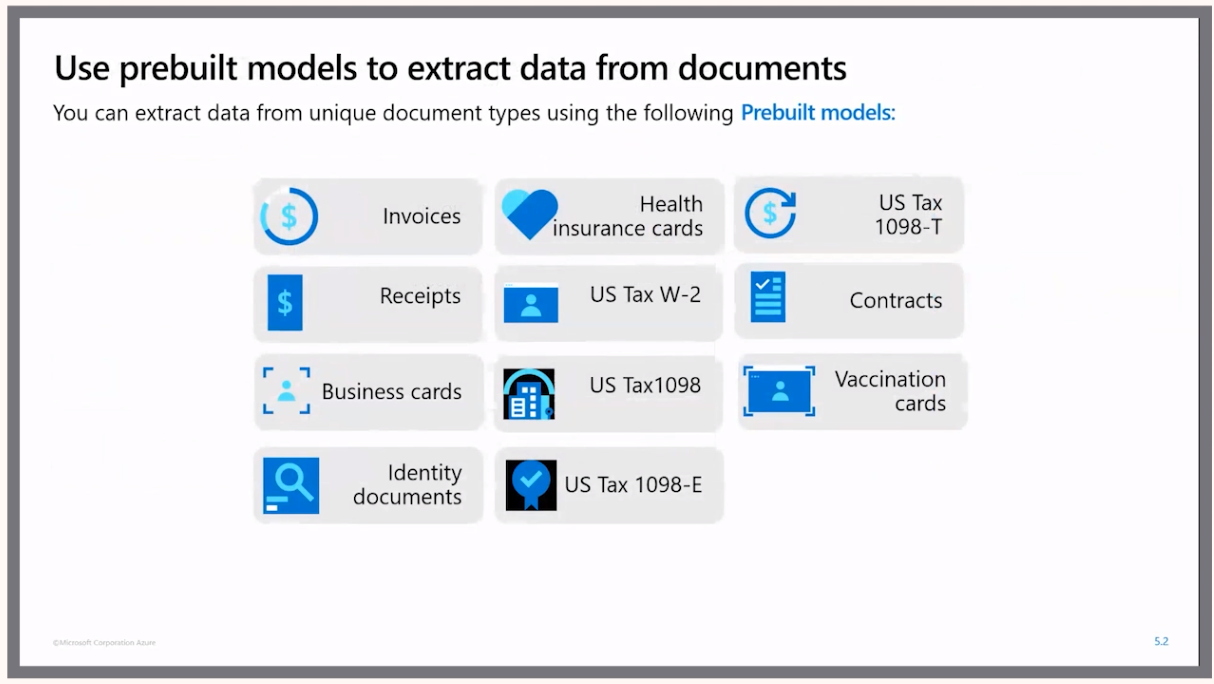 Use prebuilt models to extract data from documents
You can extract data from unique document types using the following Prebuilt models:
$
Invoices
$
Receipts
Business cards
Identity
documents
Health
insurance cards
US Tax W-2
US Tax1098
US Tax 1098-E
$
US Tax
1098-T
Contracts
Vaccination
cards
©Microsoft Corporation Azure
5.2